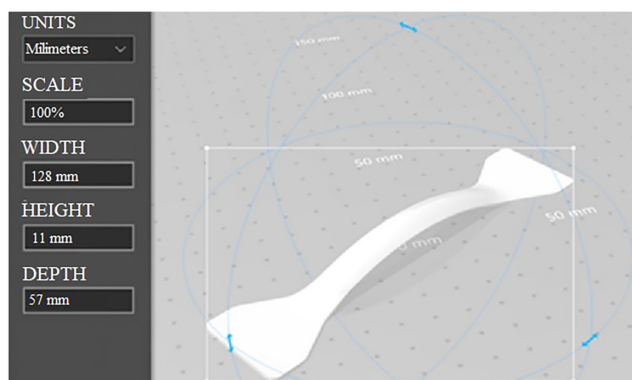 UNITS
Milimeters
SCALE
100%
WIDTH
128 mm
HEIGHT
11 mm
DEPTH
57 mm
150 mm
100 mm
50 mm
50 mm